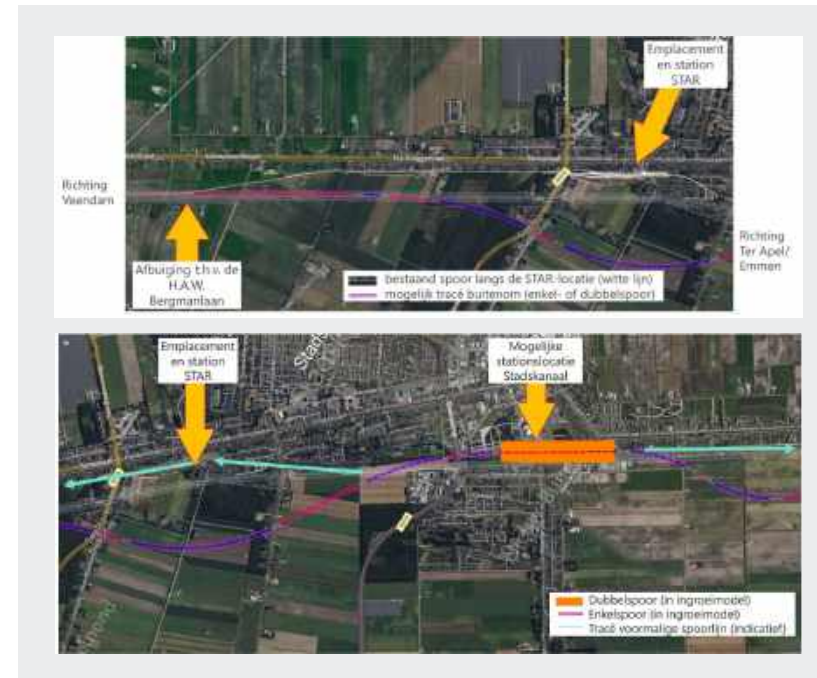 Emplacement
en station
STAR
Richting
Veendam
Richting
Ter Apel/
Emmen
Afbuiging t.h.v. de
H.A.W.
Bergmanlaan
bestaand spoor langs de STAR-locatie (witte lijn)
mogelijk tracé buitenom (enkel- of dubbelspoor)
Emplacement
en station
STAR
Mogelijke
stationslocatie
Stadskanaal
Dubbelspoor (in ingroeimodel)
Enkelspoor (in ingroeimodel)
Tracé voormalige spoorlijn (indicatief)